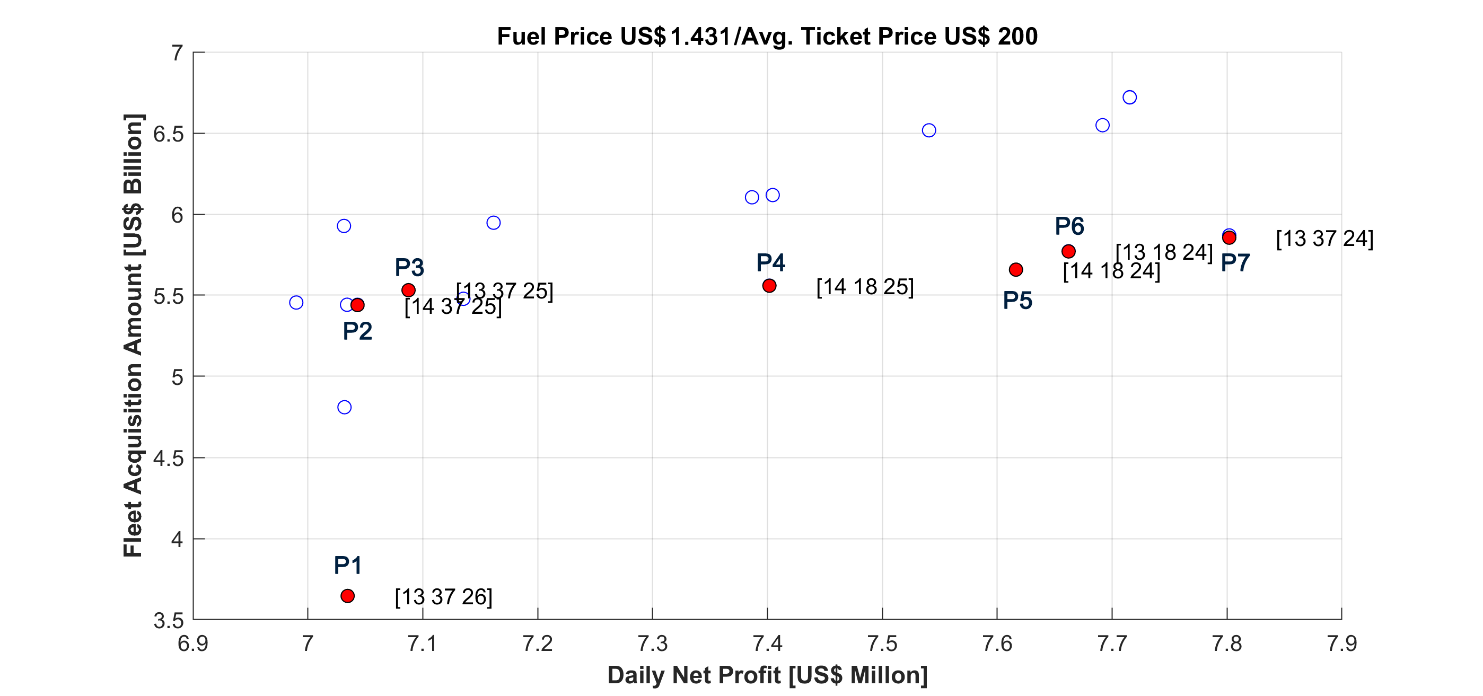 Fuel Price US$1.431/Avg. Ticket Price US$ 200
Fleet Acquisition Amount [US$ Billion]
7
6.5
6
5.5
5
4.5
4
3.5
P6
[13 37 24]
[13 18 24]
P3
P4
P7
[14 18 24]
[13 37 25]
[14 18 25]
P5
[14 37 25]
P2
P1
[13 37 26]
6.9 7 7.1 7.2 7.3 7.4 7.5 7.6 7.7 7.8 7.9
Daily Net Profit [US$ Millon]